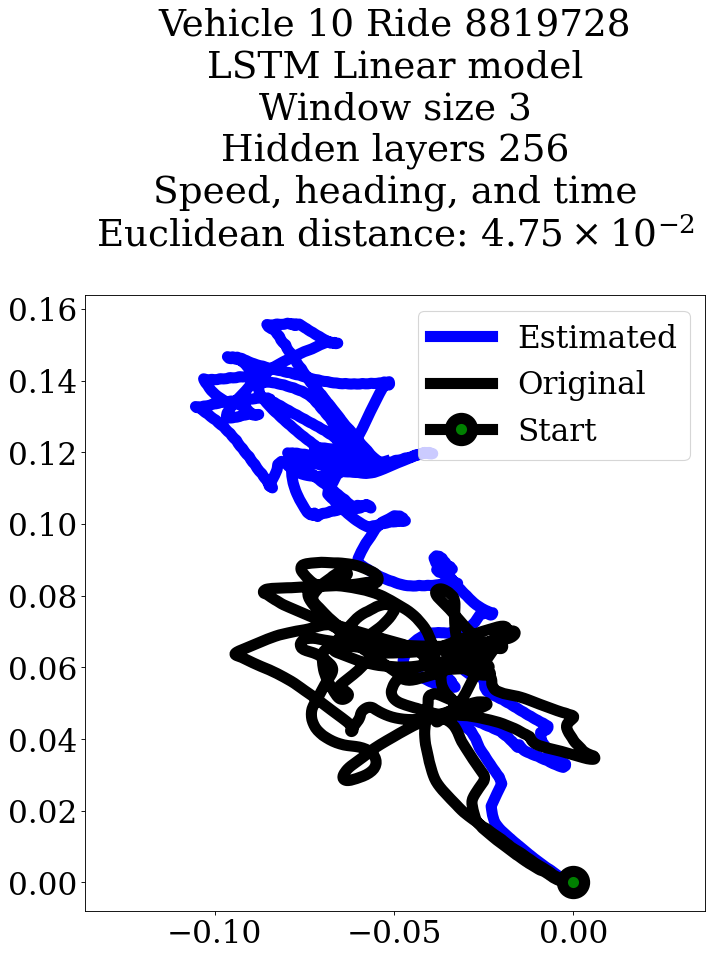 Vehicle 10 Ride 8819728
LSTM Linear model
Window size 3
Hidden layers 256
Speed, heading, and time
Euclidean distance: 4.75 × 10⁻²
0.16
Estimated
0.14
Original
Start
0.12
0.10
0.08
0.06
0.04
0.02
0.00
−0.10
−0.05
0.00